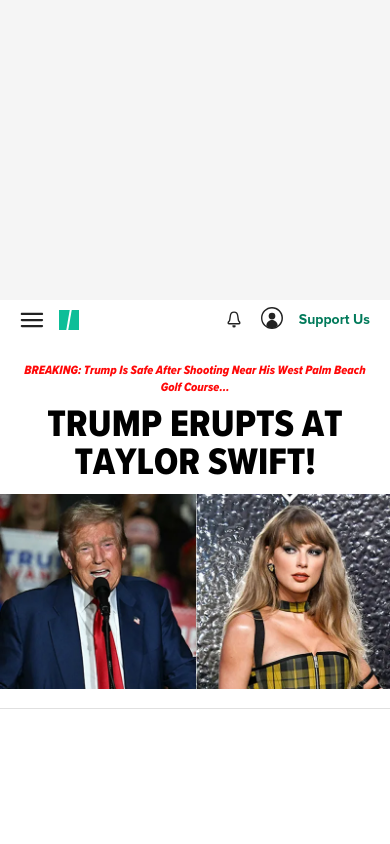 Support Us
BREAKING: Trump Is Safe After Shooting Near His West Palm Beach
Golf Course...
TRUMP ERUPTS AT
TAYLOR SWIFT!
TRU